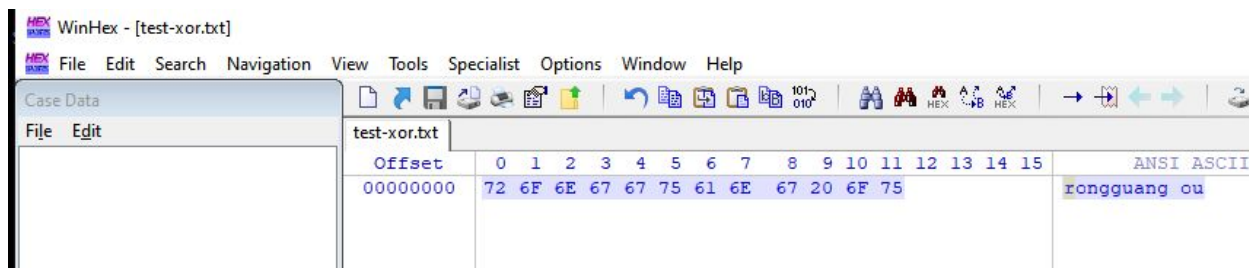 WinHex - [test-xor.txt]
File Edit Search Navigation View Tools Specialist Options Window Help
Case Data
File Edit
test-xor.txt
Offset 0 1 2 3 4 5 6 7 8 9 10 11 12 13 14 15 ANSI ASCII
00000000 72 6F 6E 67 67 75 61 6E 67 20 6F 75 rongguang ou